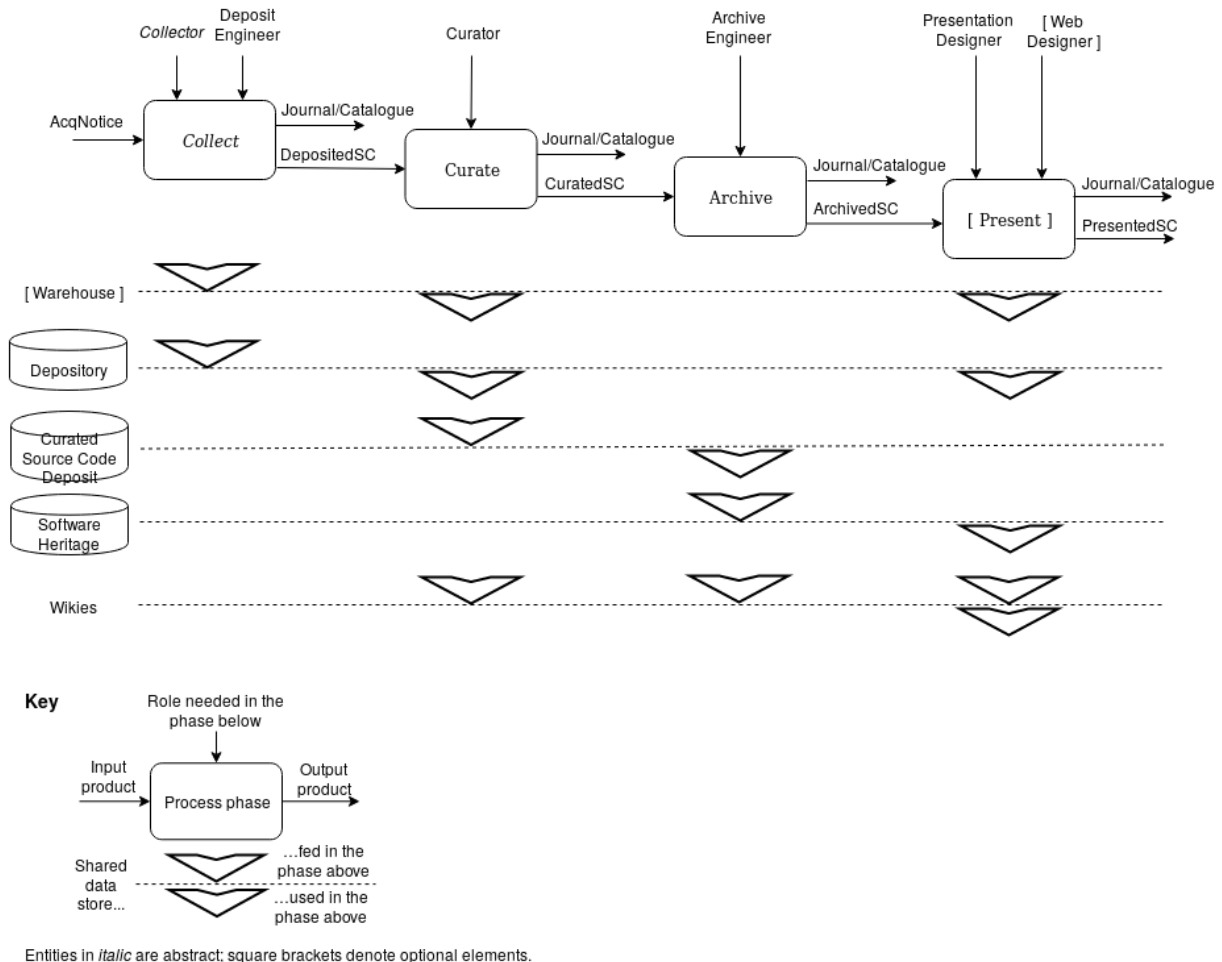 Collector
Deposit
Engineer
Curator
Archive
Engineer
Presentation
Designer
[ Web
Designer ]
AcqNotice
Collect
Journal/Catalogue
DepositedSC
Curate
Journal/Catalogue
CuratedSC
Archive
Journal/Catalogue
ArchivedSC
[ Present ]
Journal/Catalogue
PresentedSC
[ Warehouse ]
Depository
Curated
Source Code
Deposit
Software
Heritage
Wikies
Key
Role needed in the
phase below
Input
product
Process phase
Output
product
Shared
data
store...
...fed in the
phase above
...used in the
phase above
Entities in italic are abstract; square brackets denote optional elements.